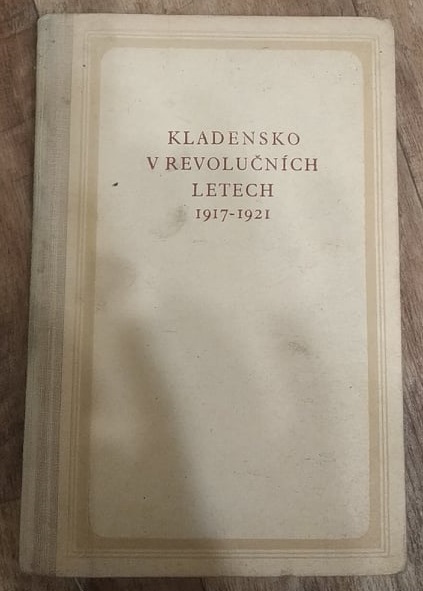 KLADENSKO
V REVOLUČNÍCH
LETECH
1917-1921